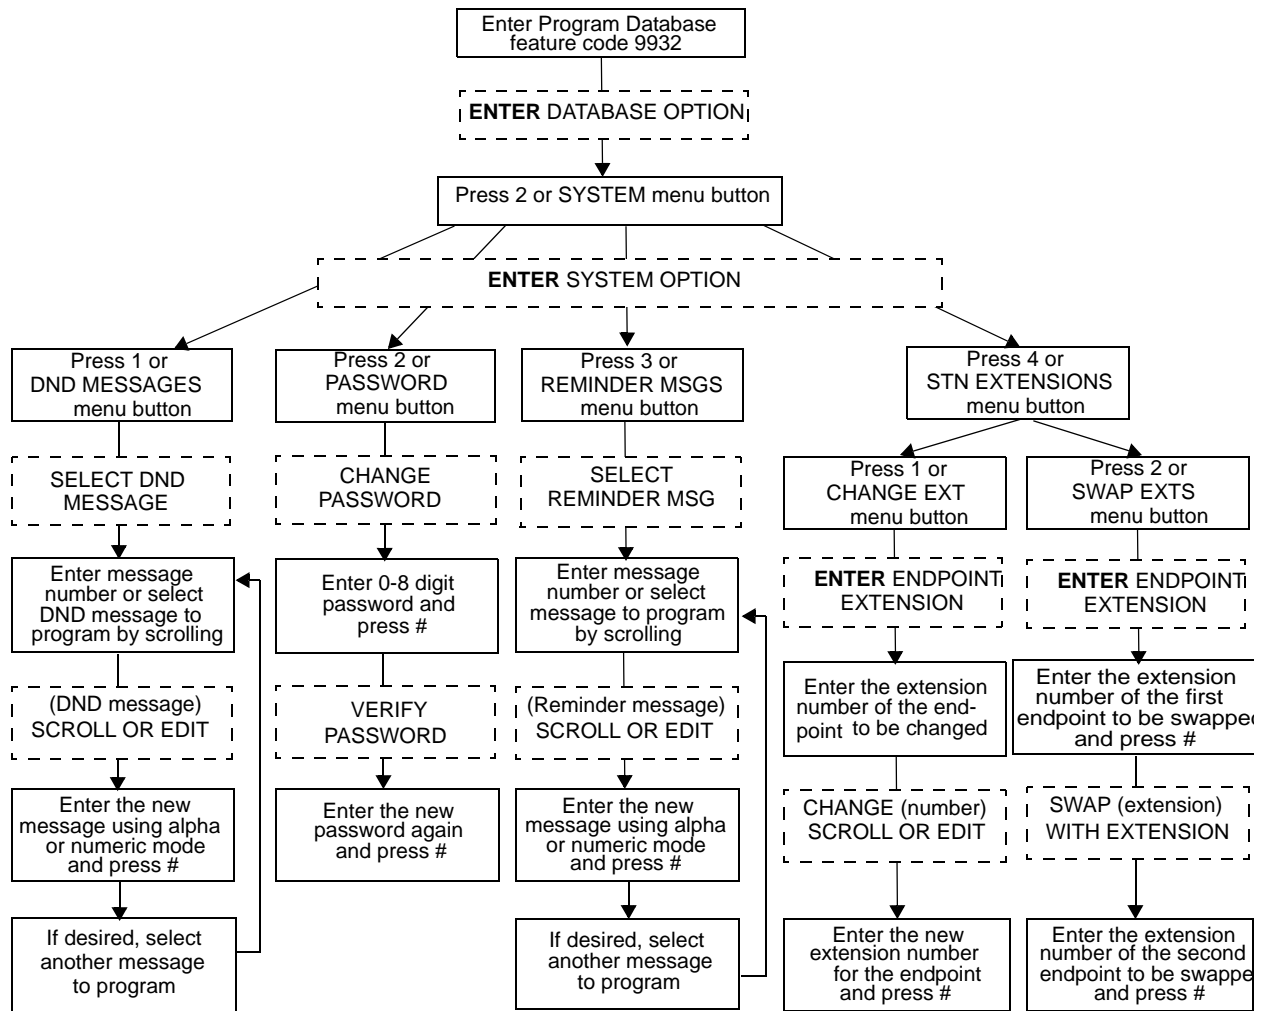 Enter Program Database
feature code 9932
ENTER DATABASE OPTION
Press 2 or SYSTEM menu button
ENTER SYSTEM OPTION
Press 1 or
DND MESSAGES
menu button
SELECT DND
MESSAGE
Enter message
number or select
DND message to
program by scrolling
(DND message)
SCROLL OR EDIT
Enter the new
message using alpha
or numeric mode
and press #
If desired, select
another message
to program
Press 2 or
PASSWORD
menu button
CHANGE
PASSWORD
Enter 0-8 digit
password and
press #
VERIFY
PASSWORD
Enter the new
password again
and press #
Press 3 or
REMINDER MSGS
menu button
SELECT
REMINDER MSG
Enter message
number or select
message to program
by scrolling
(Reminder message)
SCROLL OR EDIT
Enter the new
message using alpha
or numeric mode
and press #
If desired, select
another message
to program
Press 4 or
STN EXTENSIONS
menu button
Press 1 or
CHANGE EXT
menu button
ENTER ENDPOINT
EXTENSION
Enter the extension
number of the end-
point to be changed
CHANGE (number)
SCROLL OR EDIT
Enter the new
extension number
for the endpoint
and press #
Press 2 or
SWAP EXTS
menu button
ENTER ENDPOINT
EXTENSION
Enter the extension
number of the first
endpoint to be swapped
and press #
SWAP (extension)
WITH EXTENSION
Enter the extension
number of the second
endpoint to be swappe
and press #